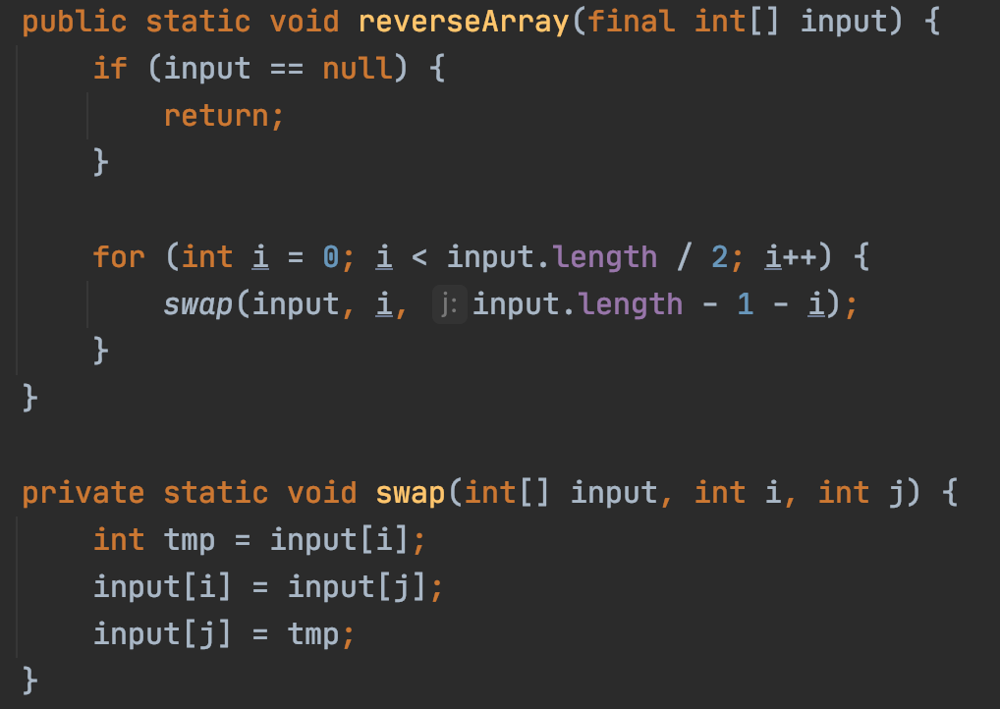 public static void reverseArray(final int[] input) {
    if (input == null) {
        return;
    }

    for (int i = 0; i < input.length / 2; i++) {
        swap(input, i, j: input.length - 1 - i);
    }
}

private static void swap(int[] input, int i, int j) {
    int tmp = input[i];
    input[i] = input[j];
    input[j] = tmp;
}